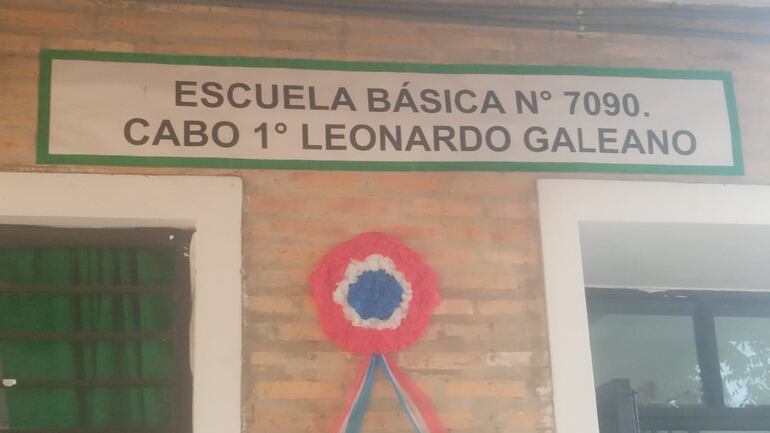 ESCUELA BÁSICA N° 7090.
CABO 1° LEONARDO GALEANO